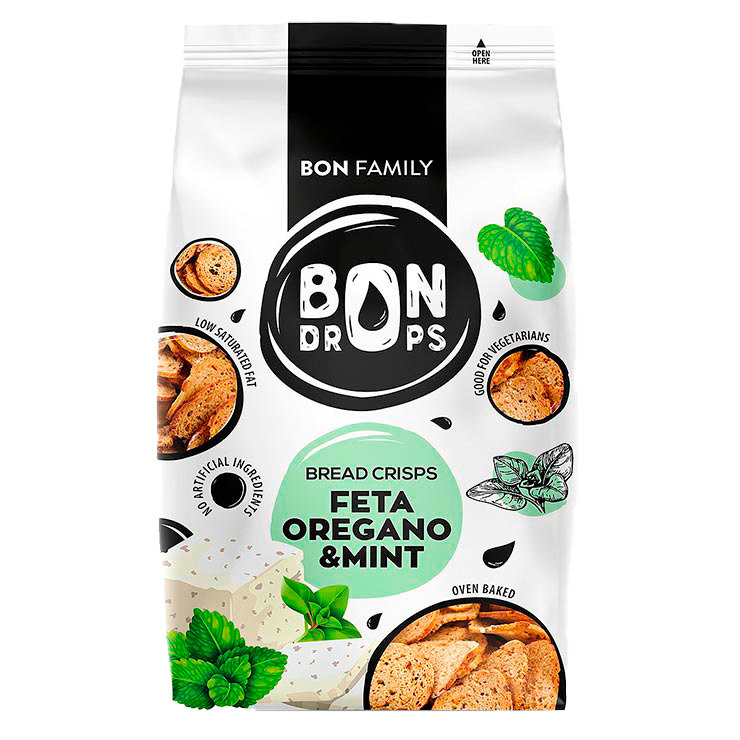 OPEN
HERE
BON FAMILY
BON
DROPS
LOW SATURATED FAT
GOOD FOR VEGETARIANS
NO ARTIFICIAL INGREDIENTS
BREAD CRISPS
FETA
OREGANO
&MINT
OVEN BAKED